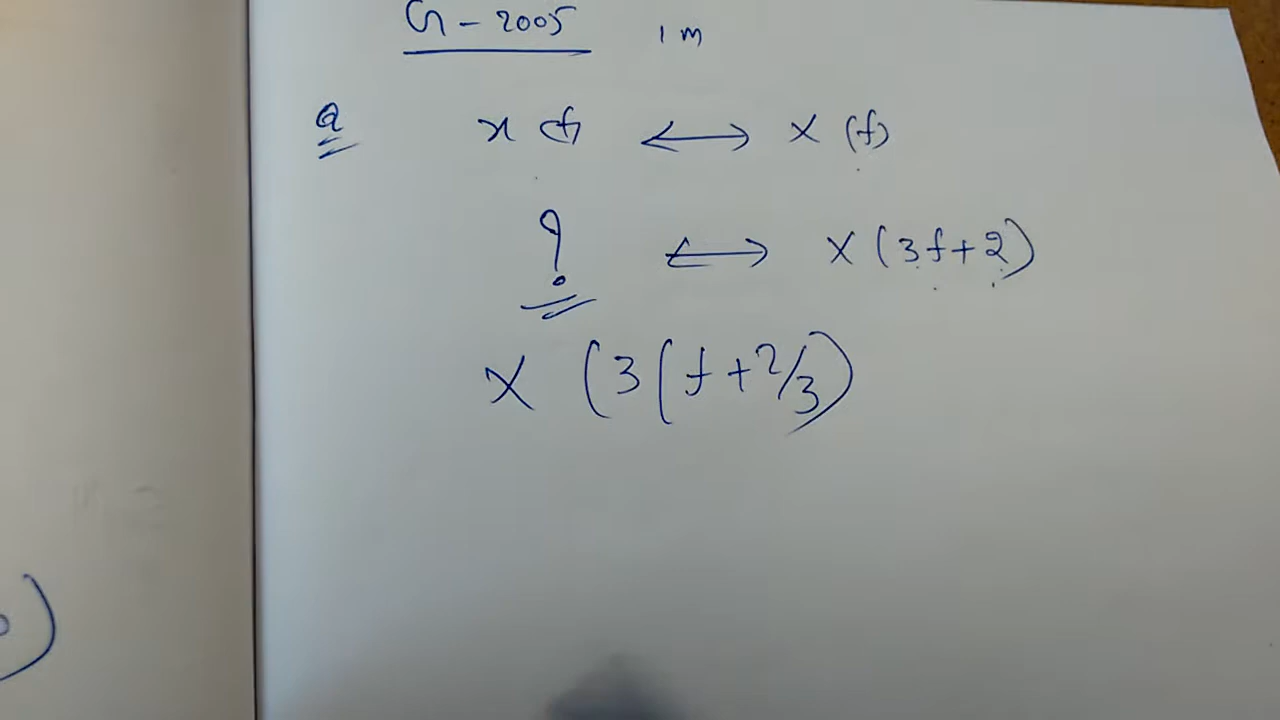 G - 2005 1 m
Q x(t) ⟷ X (f)
? ⟷ X (3f+2)
X (3(f+2/3)
)